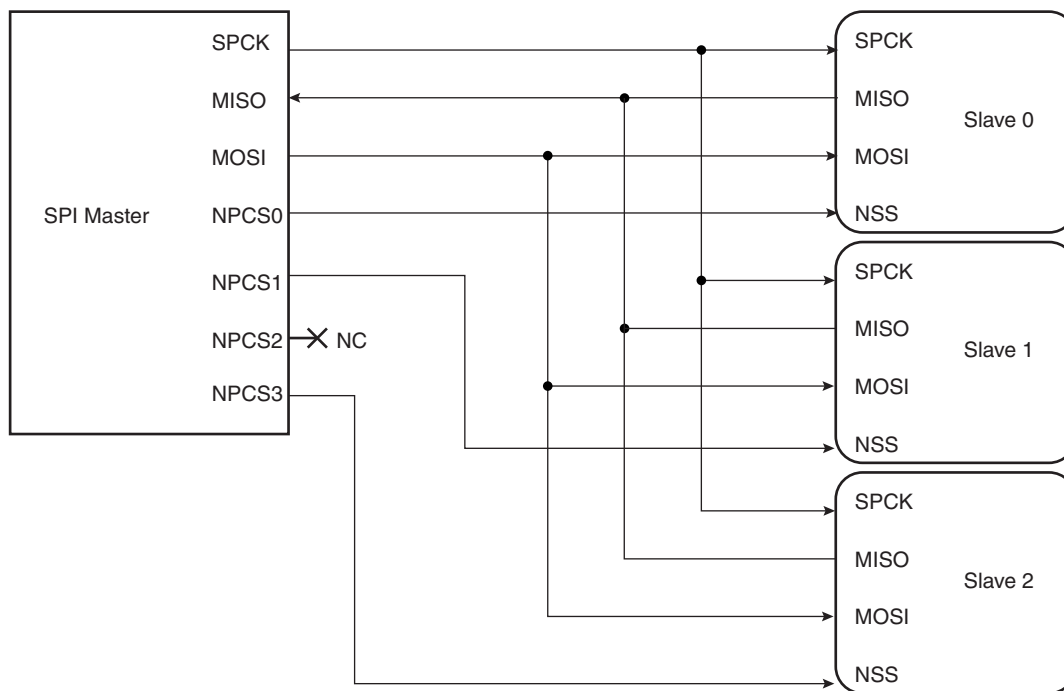 SPI Master
SPCK
MISO
MOSI
NPCS0
NPCS1
NPCS2
NC
NPCS3
SPCK
MISO
Slave 0
MOSI
NSS
SPCK
MISO
Slave 1
MOSI
NSS
SPCK
MISO
Slave 2
MOSI
NSS